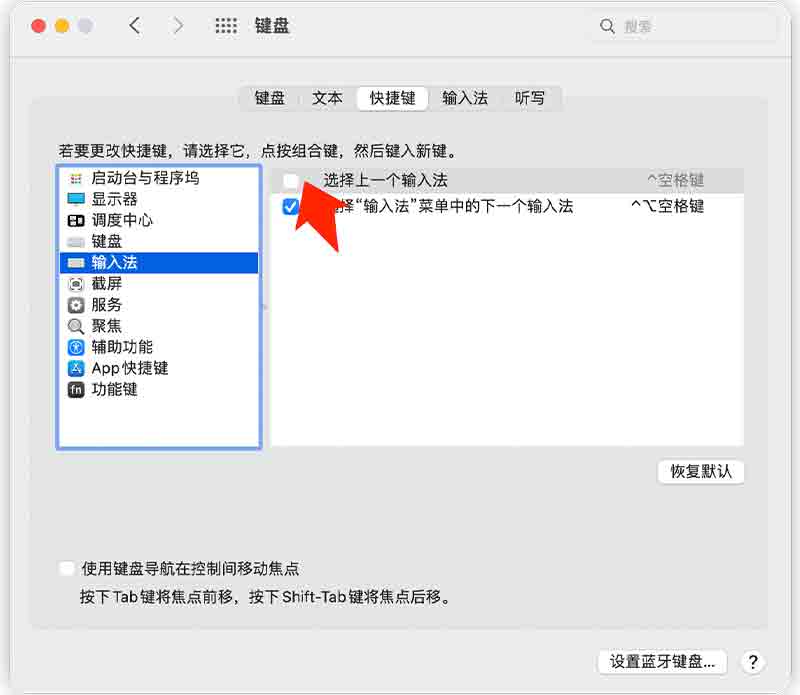 键盘
搜索
键盘 文本 快捷键 输入法 听写
若要更改快捷键，请选择它，点按组合键，然后键入新键。
启动台与程序坞
显示器
调度中心
键盘
输入法
截屏
服务
聚焦
辅助功能
App 快捷键
fn 功能键
选择上一个输入法 ^空格键
择“输入法”菜单中的下一个输入法 ^⌥空格键
恢复默认
使用键盘导航在控制间移动焦点
按下 Tab 键将焦点前移，按下 Shift-Tab 键将焦点后移。
设置蓝牙键盘... ?